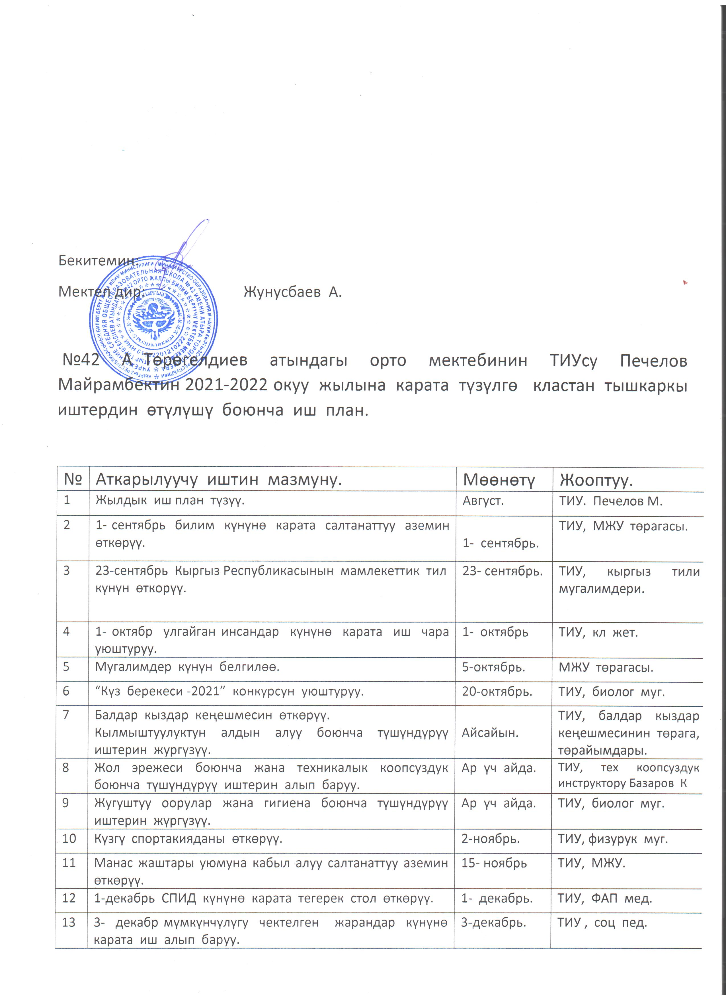 Бекитемин:
Мектеп дир: Жунусбаев А.
№42 А Төрөгелдиев атындагы орто мектебинин ТИУсу Печелов
Майрамбектин 2021-2022 окуу жылына карата түзүлгө кластан тышкаркы
иштердин өтүлүшү боюнча иш план.
№ Аткарылуучу иштин мазмуну. Мөөнөтү Жооптуу.
1 Жылдык иш план түзүү. Август. ТИУ. Печелов М.
2 1- сентябрь билим күнүнө карата салтанаттуу аземин
өткөрүү.
1- сентябрь.
ТИУ, МЖУ төрагасы.
3 23-сентябрь Кыргыз Республикасынын мамлекеттик тил
күнүн өткорүү.
23- сентябрь.
ТИУ, кыргыз тили
мугалимдери.
4 1- октябр улгайган инсандар күнүнө карата иш чара
уюштуруу.
1- октябрь
ТИУ, кл жет.
5 Мугалимдер күнүн белгилөө. 5-октябрь. МЖУ төрагасы.
6 “Күз берекеси -2021” конкурсун уюштуруу. 20-октябрь. ТИУ, биолог муг.
7 Балдар кыздар кеңешмесин өткөрүү.
Кылмыштуулуктун алдын алуу боюнча түшүндүрүү
иштерин жургүзүү.
Айсайын.
ТИУ, балдар кыздар
кеңешмесинин төрага,
төрайымдары.
8 Жол эрежеси боюнча жана техникалык коопсуздук
боюнча түшүндүрүү иштерин алып баруу.
Ар үч айда.
ТИУ, тех коопсуздук
инструктору Базаров К
9 Жугуштуу оорулар жана гигиена боюнча түшүндүрүү
иштерин жүргүзүү.
Ар үч айда.
ТИУ, биолог муг.
10 Күзгү спортакияданы өткөрүү. 2-ноябрь. ТИУ, физурук муг.
11 Манас жаштары уюмуна кабыл алуу салтанаттуу аземин
өткөрүү.
15- ноябрь
ТИУ, МЖУ.
12 1-декабрь СПИД күнүнө карата тегерек стол өткөрүү. 1- декабрь. ТИУ, ФАП мед.
13 3- декабр мүмкүнчүлүгү чектелген жарандар күнүнө
карата иш алып баруу.
3-декабрь.
ТИУ , соц пед.